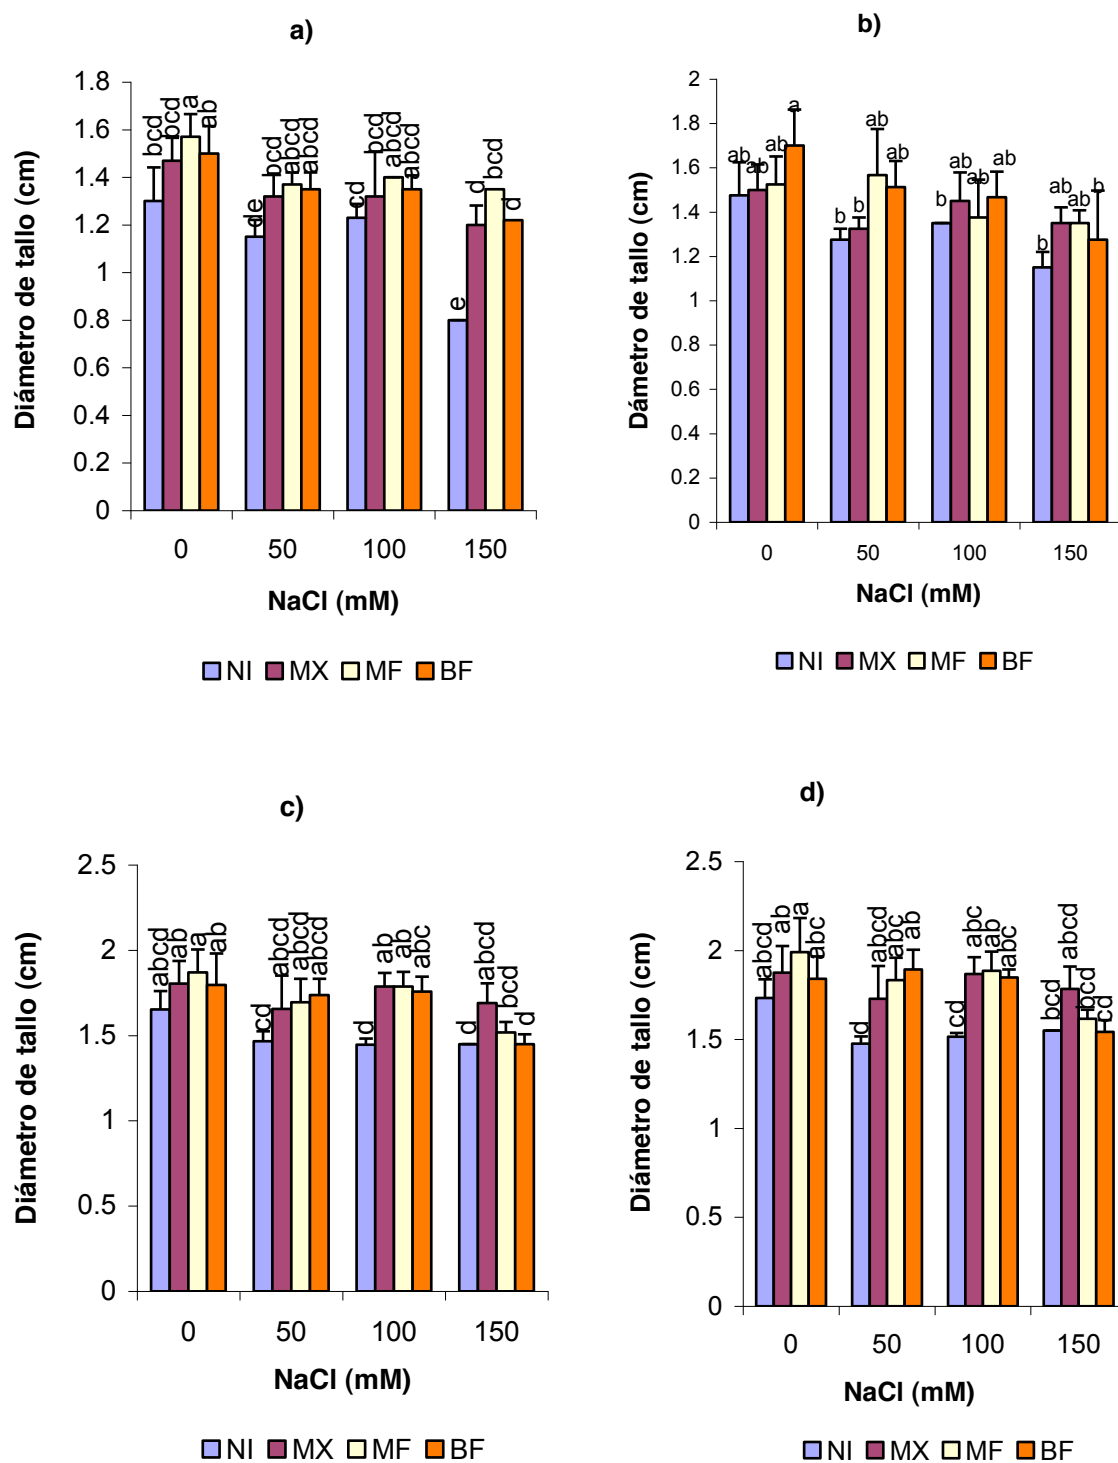 a)
1.8
1.6
1.4
1.2
1
0.8
0.6
0.4
0.2
0
Diámetro de tallo (cm)
bcd bcd a ab
de bcd abcd abcd
cd bcd abcd abcd
e d bcd d
0 50 100 150
NaCl (mM)
NI MX MF BF
b)
2
1.8
1.6
1.4
1.2
1
0.8
0.6
0.4
0.2
0
Dámetro de tallo (cm)
ab ab ab a
b b ab ab
b ab ab ab
b ab ab b
0 50 100 150
NaCl (mM)
NI MX MF BF
c)
2.5
2
1.5
1
0.5
0
Diámetro de tallo (cm)
abcd ab a ab
cd abcd abcd abcd
d ab ab abc
d abcd bcd d
0 50 100 150
NaCl (mM)
NI MX MF BF
d)
2.5
2
1.5
1
0.5
0
Diámetro de tallo (cm)
abcd ab a abc
d abcd abc ab
cd abc ab abc
bcd abcd bcd cd
0 50 100 150
NaCl (mM)
NI MX MF BF